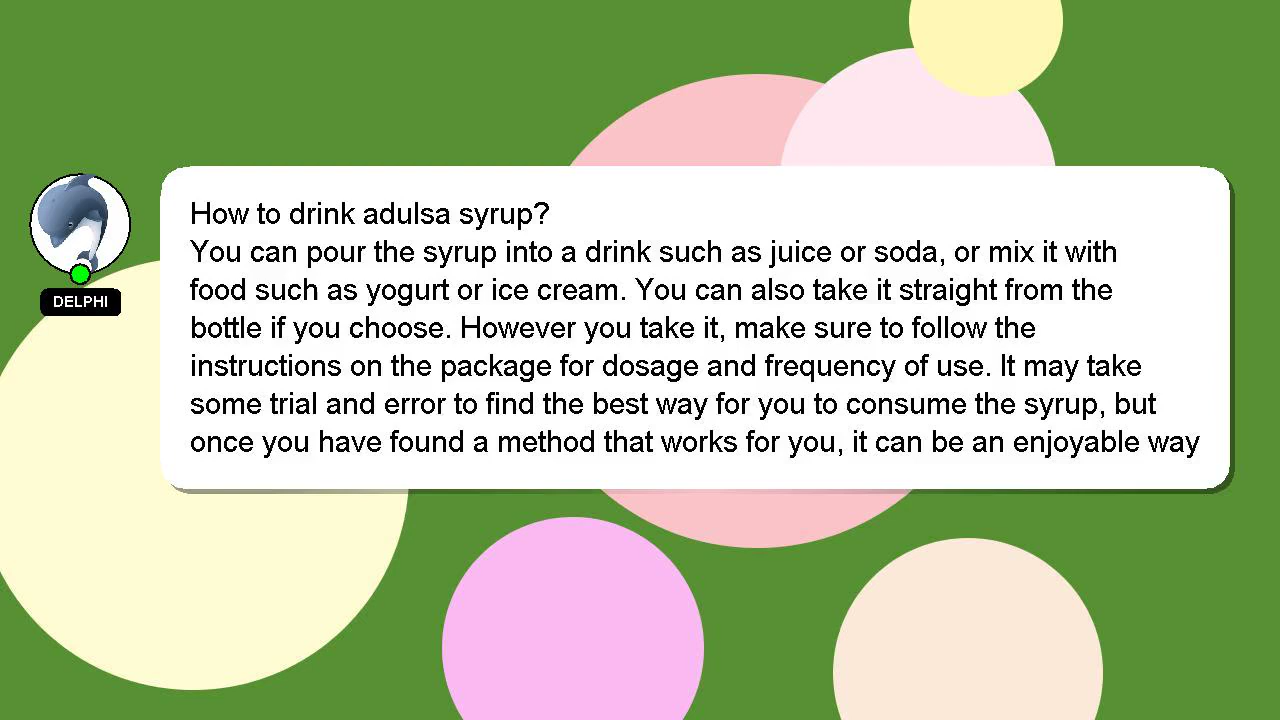 How to drink adulsa syrup?
You can pour the syrup into a drink such as juice or soda, or mix it with
food such as yogurt or ice cream. You can also take it straight from the
bottle if you choose. However you take it, make sure to follow the
instructions on the package for dosage and frequency of use. It may take
some trial and error to find the best way for you to consume the syrup, but
once you have found a method that works for you, it can be an enjoyable way
DELPHI